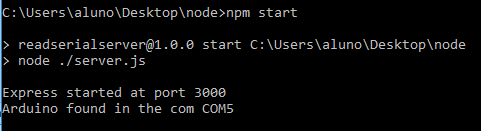 C:\Users\aluno\Desktop\node>npm start
> readserialserver@1.0.0 start C:\Users\aluno\Desktop\node
> node ./server.js
Express started at port 3000
Arduino found in the com COM5